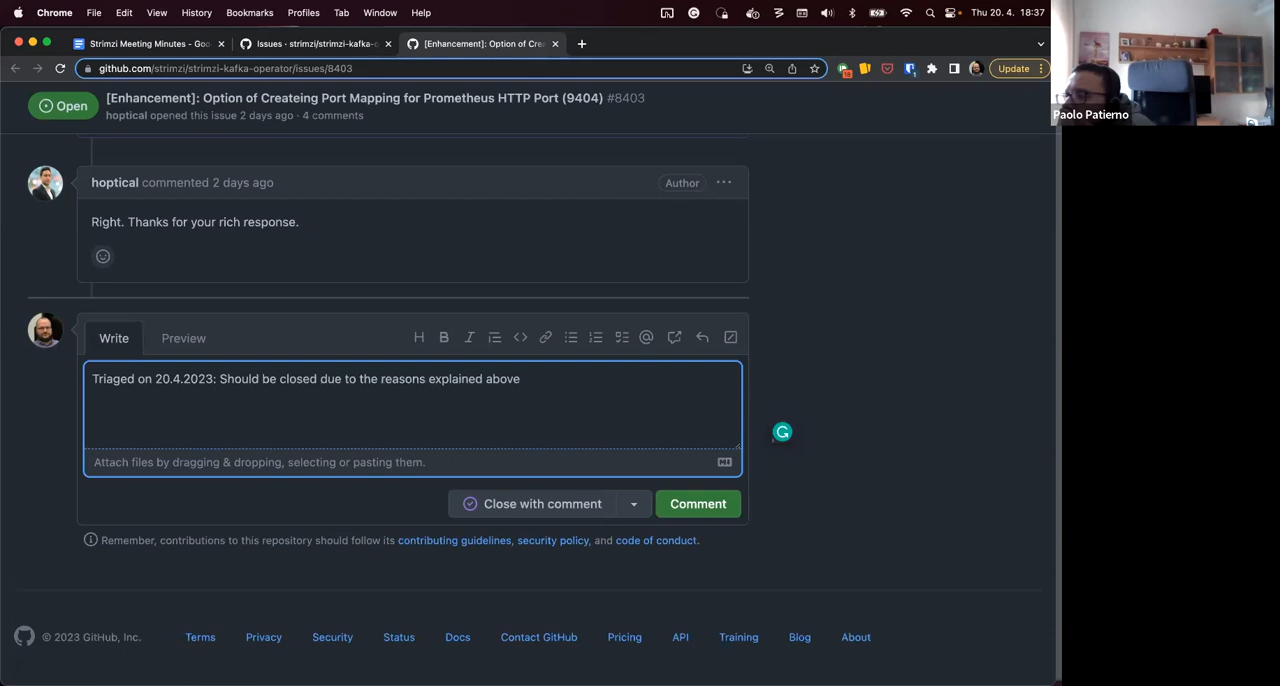 Chrome File Edit View History Bookmarks Profiles Tab Window Help Thu 20. 4. 18:37
Strimzi Meeting Minutes - Goo Issues · strimzi/strimzi-kafka-o [Enhancement]: Option of Cre
github.com/strimzi/strimzi-kafka-operator/issues/8403 18 1 Update
Paolo Patierno
Open [Enhancement]: Option of Createing Port Mapping for Prometheus HTTP Port (9404) #8403
hoptical opened this issue 2 days ago · 4 comments
hoptical commented 2 days ago Author
Right. Thanks for your rich response.
Write Preview
Triaged on 20.4.2023: Should be closed due to the reasons explained above
Attach files by dragging & dropping, selecting or pasting them.
Close with comment Comment
Remember, contributions to this repository should follow its contributing guidelines, security policy, and code of conduct.
© 2023 GitHub, Inc. Terms Privacy Security Status Docs Contact GitHub Pricing API Training Blog About